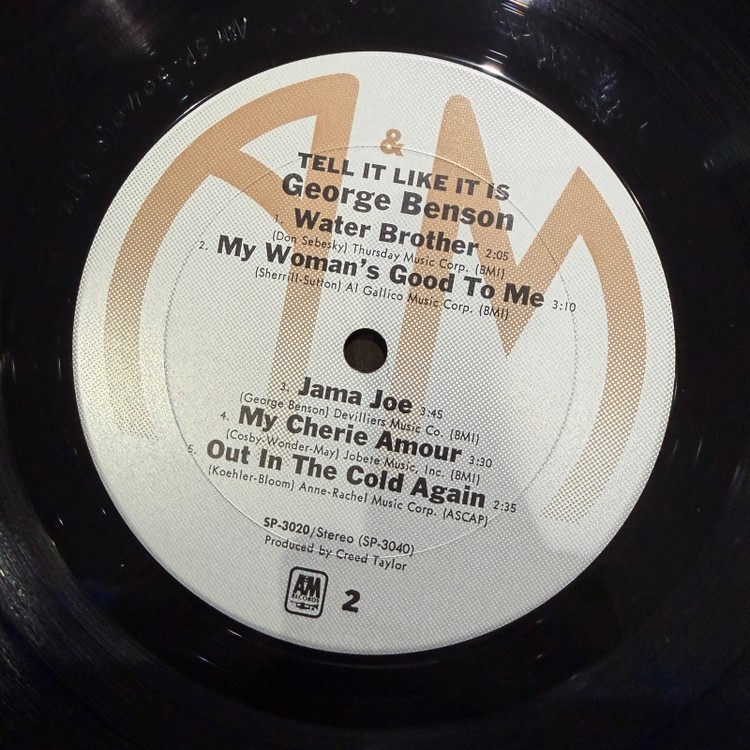 &
TELL IT LIKE IT IS
George Benson
1. Water Brother 2:05
(Don Sebesky) Thursday Music Corp. (BMI)
2. My Woman's Good To Me 3:10
(Sherrill-Sutton) Al Gallico Music Corp. (BMI)
3. Jama Joe 3:45
(George Benson) Devilliers Music Co. (BMI)
4. My Cherie Amour 3:30
(Cosby-Wonder-May) Jobete Music, Inc. (BMI)
5. Out In The Cold Again 2:35
(Koehler-Bloom) Anne-Rachel Music Corp. (ASCAP)
SP-3020/Stereo (SP-3040)
Produced by Creed Taylor
A&M
RECORDS
2